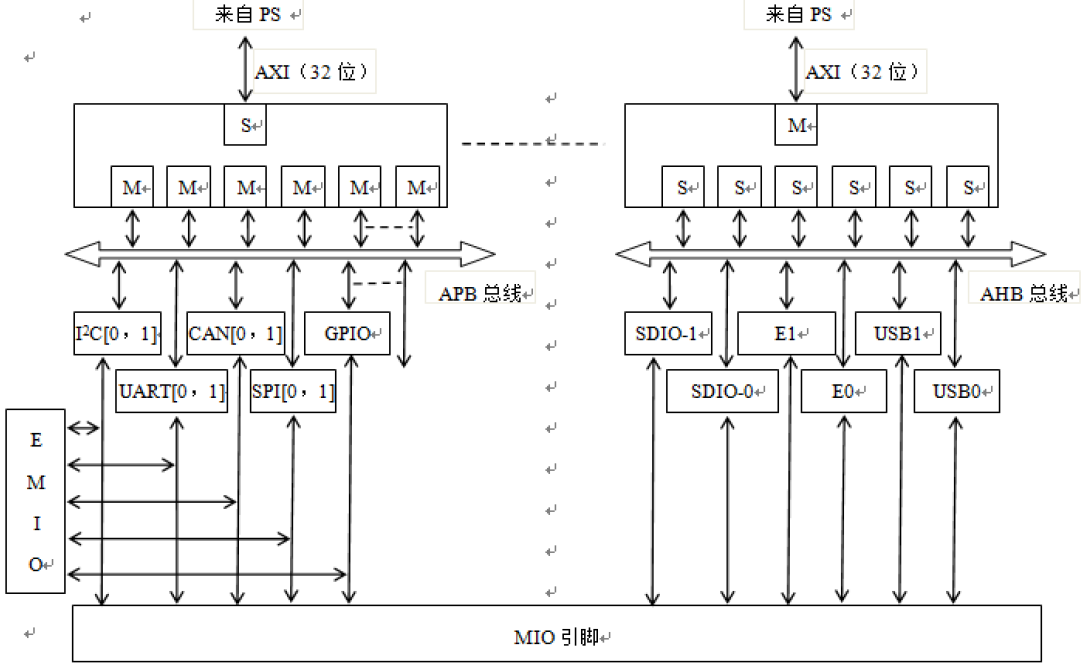 来自 PS
来自 PS
AXI（32 位）
AXI（32 位）
S
M
M M M M M M
S S S S S S
APB 总线
AHB 总线
I²C[0，1]
CAN[0，1]
GPIO
SDIO-1
E1
USB1
UART[0，1]
SPI[0，1]
SDIO-0
E0
USB0
E
M
I
O
MIO 引脚